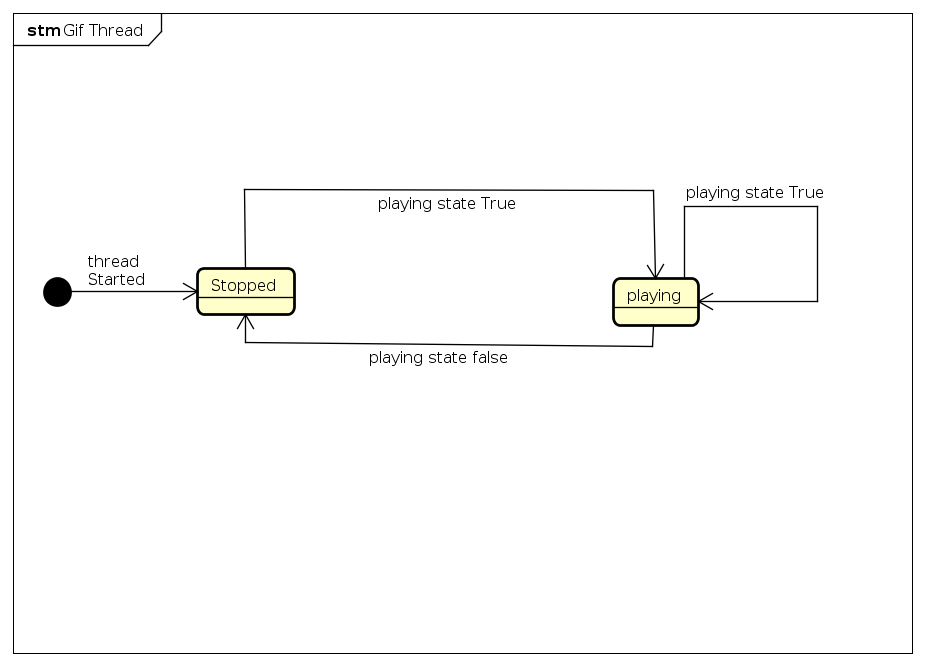 stm Gif Thread
playing state True
playing state True
thread
Started
Stopped
playing
playing state false